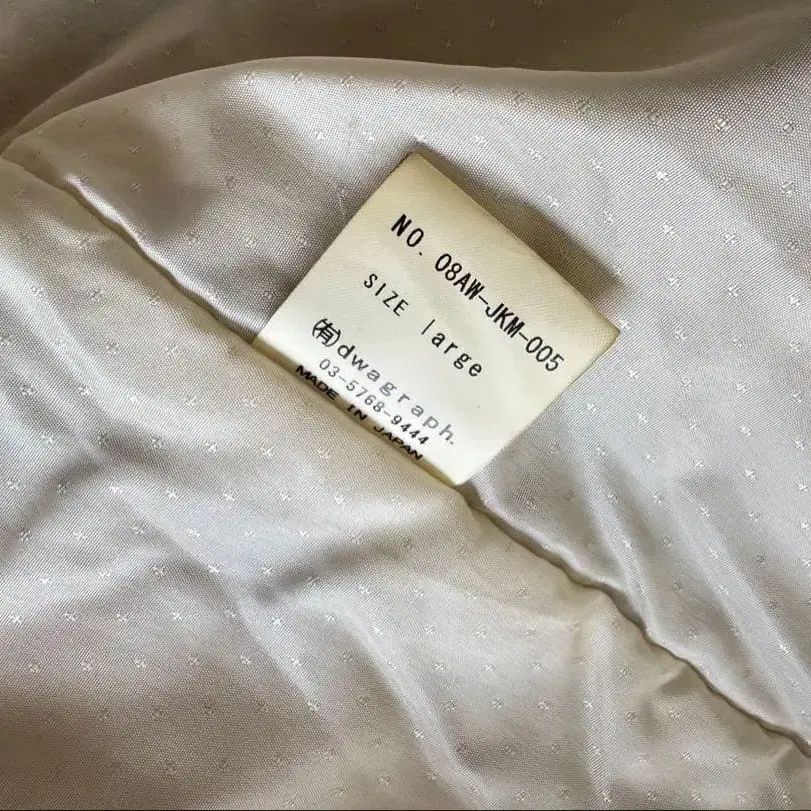 NO. 08AW-JKM-005
SIZE large
㈲dwagraph.
03-5768-9444
MADE IN JAPAN